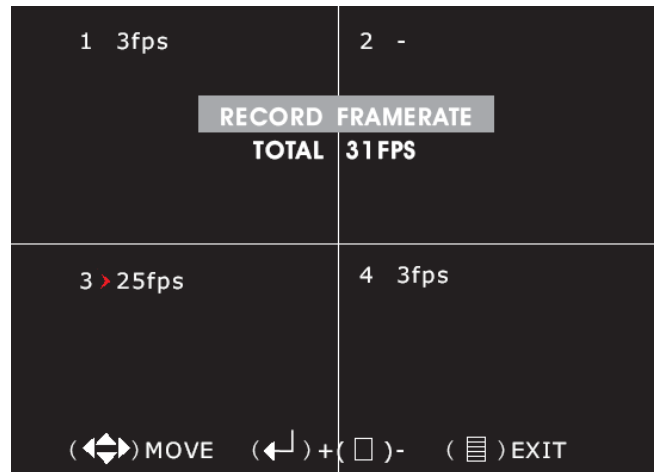 1 3fps 2 -
RECORD FRAMERATE
TOTAL 31FPS
3 25fps 4 3fps
( ) MOVE ( ) + ( ) - ( ) EXIT